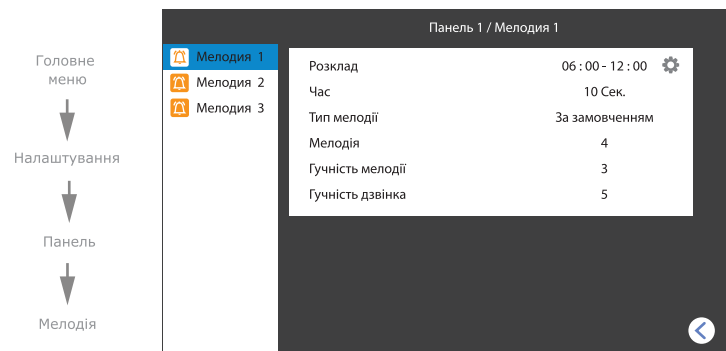 Головне
меню
Налаштування
Панель
Мелодія
Панель 1 / Мелодия 1
Мелодия 1
Мелодия 2
Мелодия 3
Розклад 06 : 00 - 12 : 00
Час 10 Сек.
Тип мелодії За замовченням
Мелодія 4
Гучність мелодії 3
Гучність дзвінка 5